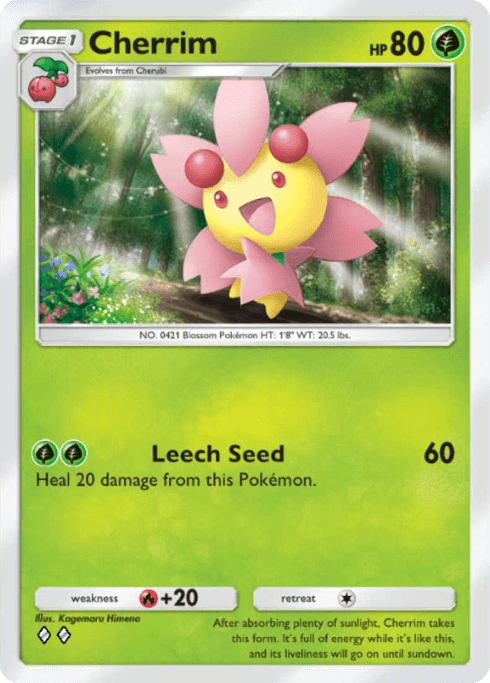 STAGE 1 Cherrim HP 80
Evolves from Cherubi
NO. 0421 Blossom Pokémon HT: 1'8" WT: 20.5 lbs.
Leech Seed 60
Heal 20 damage from this Pokémon.
weakness +20 retreat
Illus. Kagemaru Himeno
After absorbing plenty of sunlight, Cherrim takes
this form. It's full of energy while it's like this,
and its liveliness will go on until sundown.